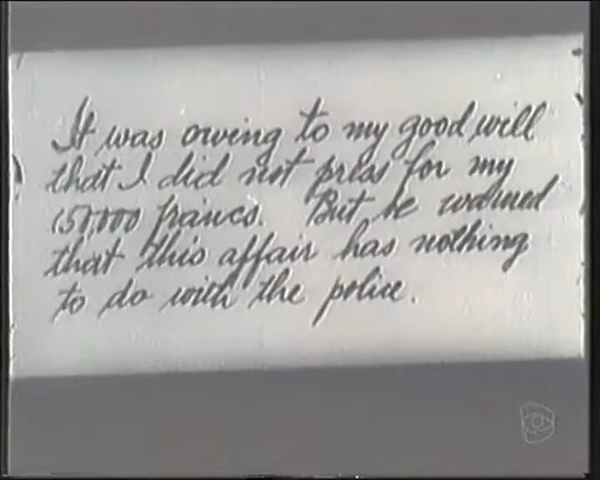 It was owing to my good will
that I did not press for my
150,000 francs. But be warned
that this affair has nothing
to do with the police.